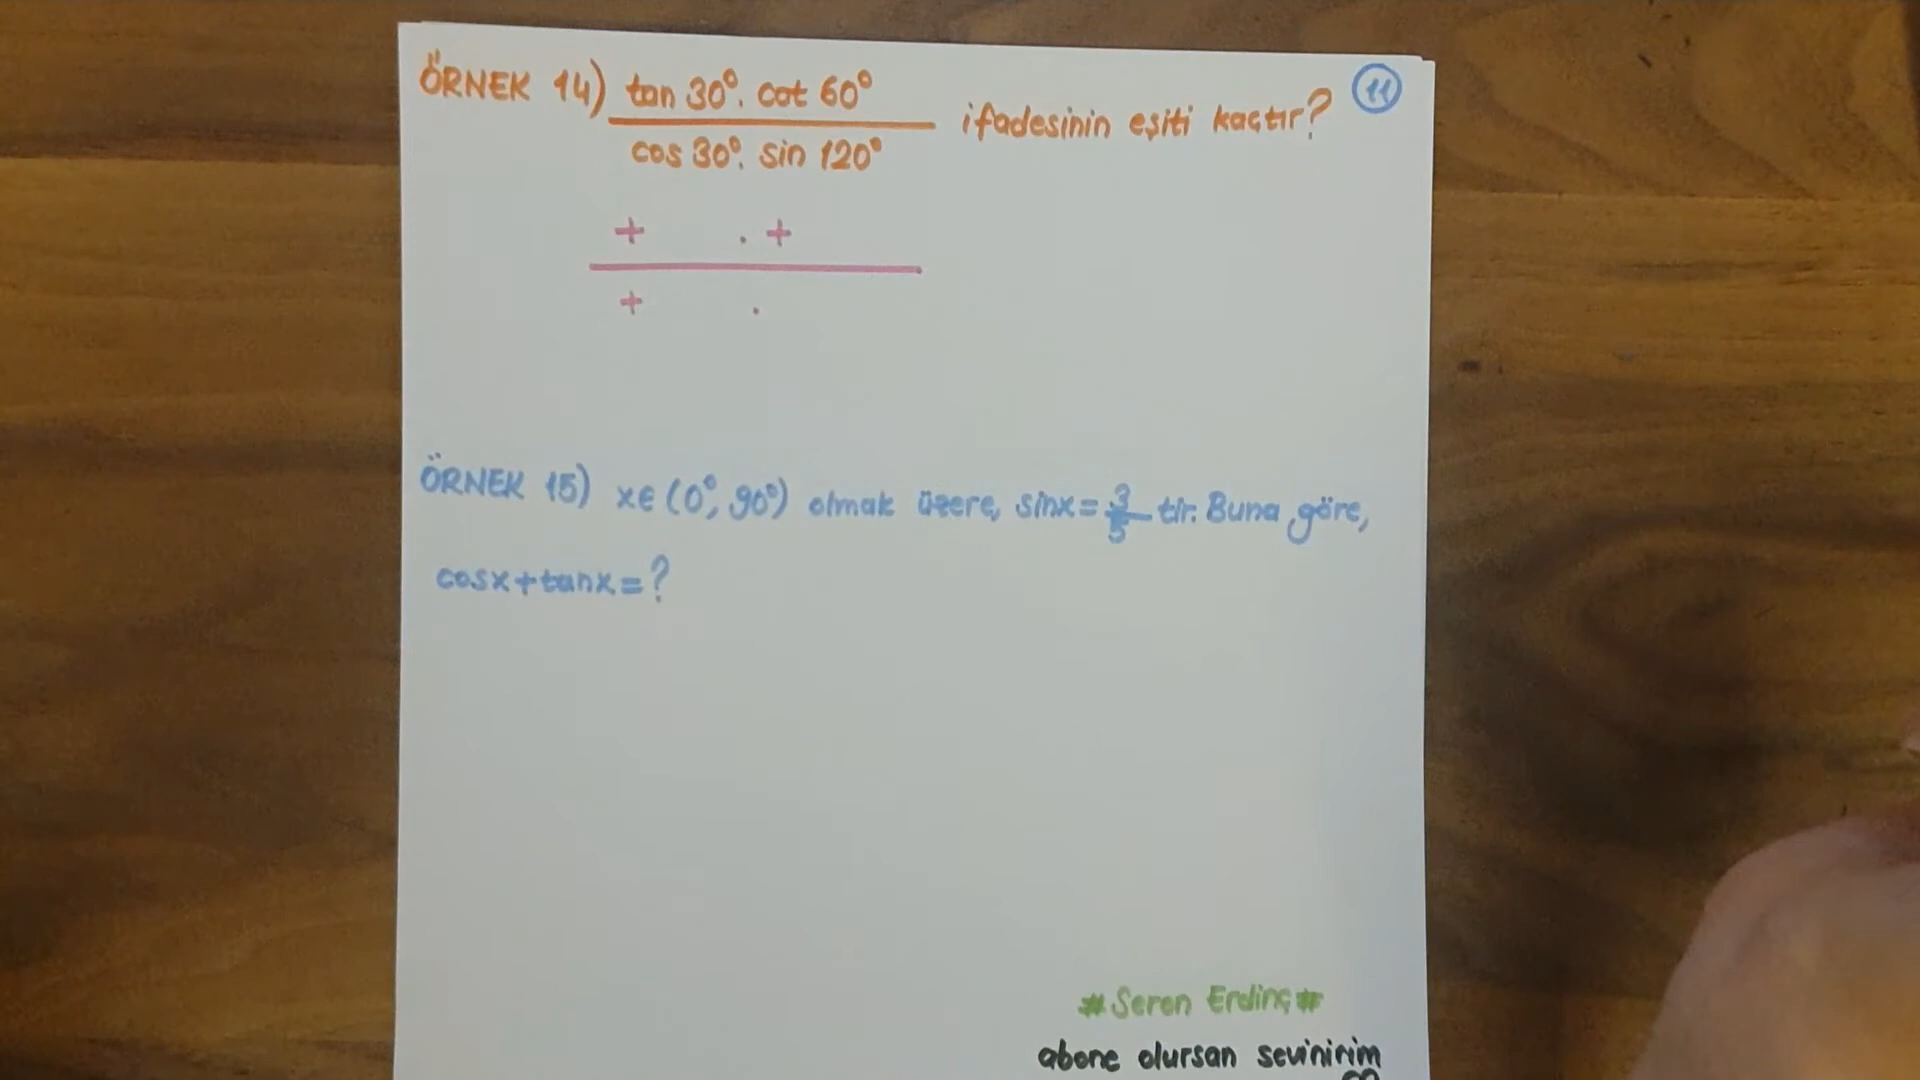 ÖRNEK 14) tan 30°. cot 60° ifadesinin eşiti kaçtır? 11
cos 30°. sin 120°
+ . +
+ .
ÖRNEK 15) x∈(0°, 90°) olmak üzere, sinx=3/5 tir. Buna göre,
cosx+tanx=?
#Seren Erdinç#
abone olursan sevinirim